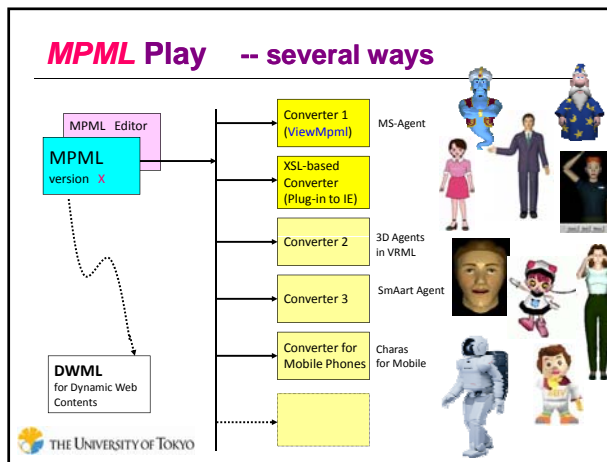 MPML Play -- several ways
MPML Editor
MPML
version X
Converter 1
(ViewMpml)
MS-Agent
XSL-based
Converter
(Plug-in to IE)
Converter 2
3D Agents
in VRML
Converter 3
SmAart Agent
Converter for
Mobile Phones
Charas
for Mobile
DWML
for Dynamic Web
Contents
THE UNIVERSITY OF TOKYO